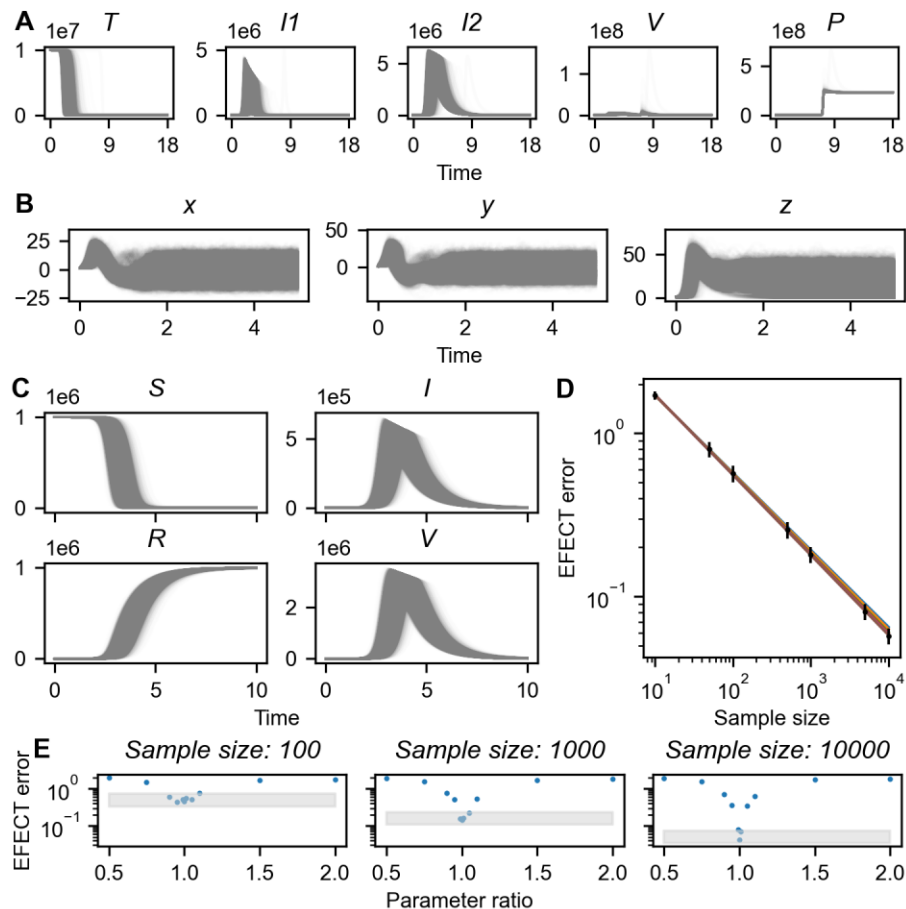 A
T I1 I2 V P
1e7 1e6 1e6 1e8 1e8
1 5 5 1 5
0 0 0 0 0
0 9 18 0 9 18 0 9 18 0 9 18 0 9 18
Time
B
x y z
25 50 50
0 0
−25 0
0 2 4 0 2 4 0 2 4
Time
C
S I
1e6 1e5
1 5
0 0
0 5 10 0 5 10
R V
1e6 1e6
1 2
0 0
0 5 10 0 5 10
Time
D
EFECT error
10⁰
10⁻¹
10¹ 10² 10³ 10⁴
Sample size
E
Sample size: 100 Sample size: 1000 Sample size: 10000
EFECT error
10⁰
10⁻¹
0.5 1.0 1.5 2.0 0.5 1.0 1.5 2.0 0.5 1.0 1.5 2.0
Parameter ratio